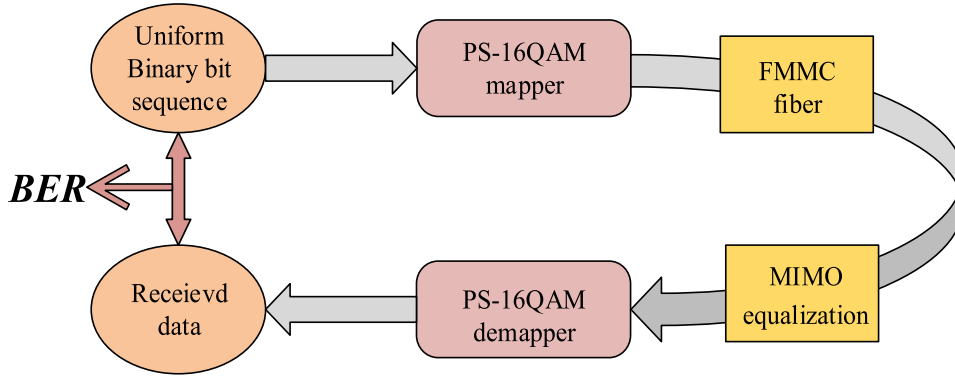 Uniform
Binary bit
sequence
PS-16QAM
mapper
FMMC
fiber
BER
Receievd
data
PS-16QAM
demapper
MIMO
equalization